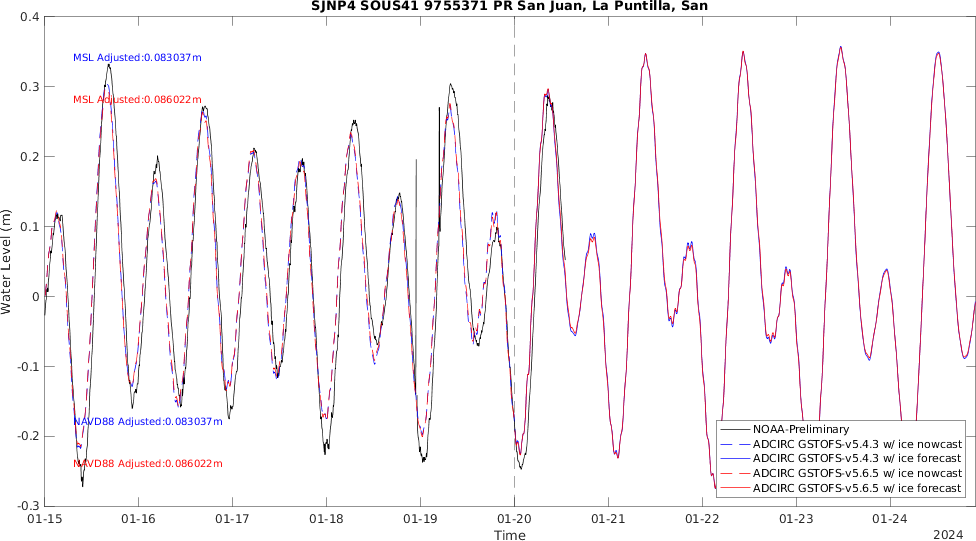 SJNP4 SOUS41 9755371 PR San Juan, La Puntilla, San
0.4
0.3
0.2
0.1
0
-0.1
-0.2
-0.3
Water Level (m)
MSL Adjusted:0.083037m
MSL Adjusted:0.086022m
NAVD88 Adjusted:0.083037m
NAVD88 Adjusted:0.086022m
NOAA-Preliminary
ADCIRC GSTOFS-v5.4.3 w/ ice nowcast
ADCIRC GSTOFS-v5.4.3 w/ ice forecast
ADCIRC GSTOFS-v5.6.5 w/ ice nowcast
ADCIRC GSTOFS-v5.6.5 w/ ice forecast
01-15 01-16 01-17 01-18 01-19 01-20 01-21 01-22 01-23 01-24
Time
2024